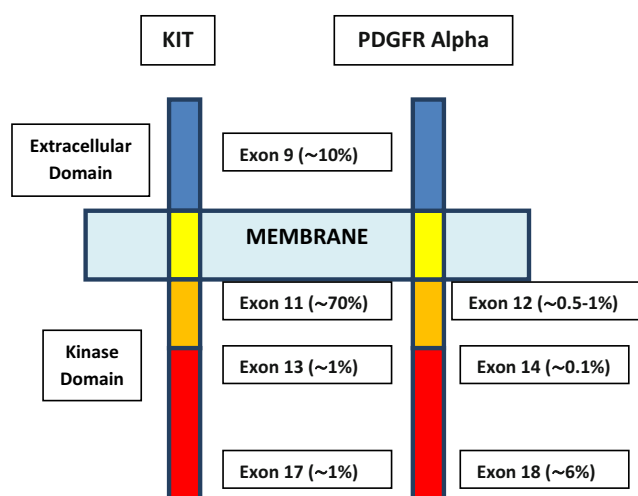 KIT
PDGFR Alpha
Extracellular
Domain
Exon 9 (~10%)
MEMBRANE
Exon 11 (~70%)
Exon 12 (~0.5-1%)
Kinase
Domain
Exon 13 (~1%)
Exon 14 (~0.1%)
Exon 17 (~1%)
Exon 18 (~6%)